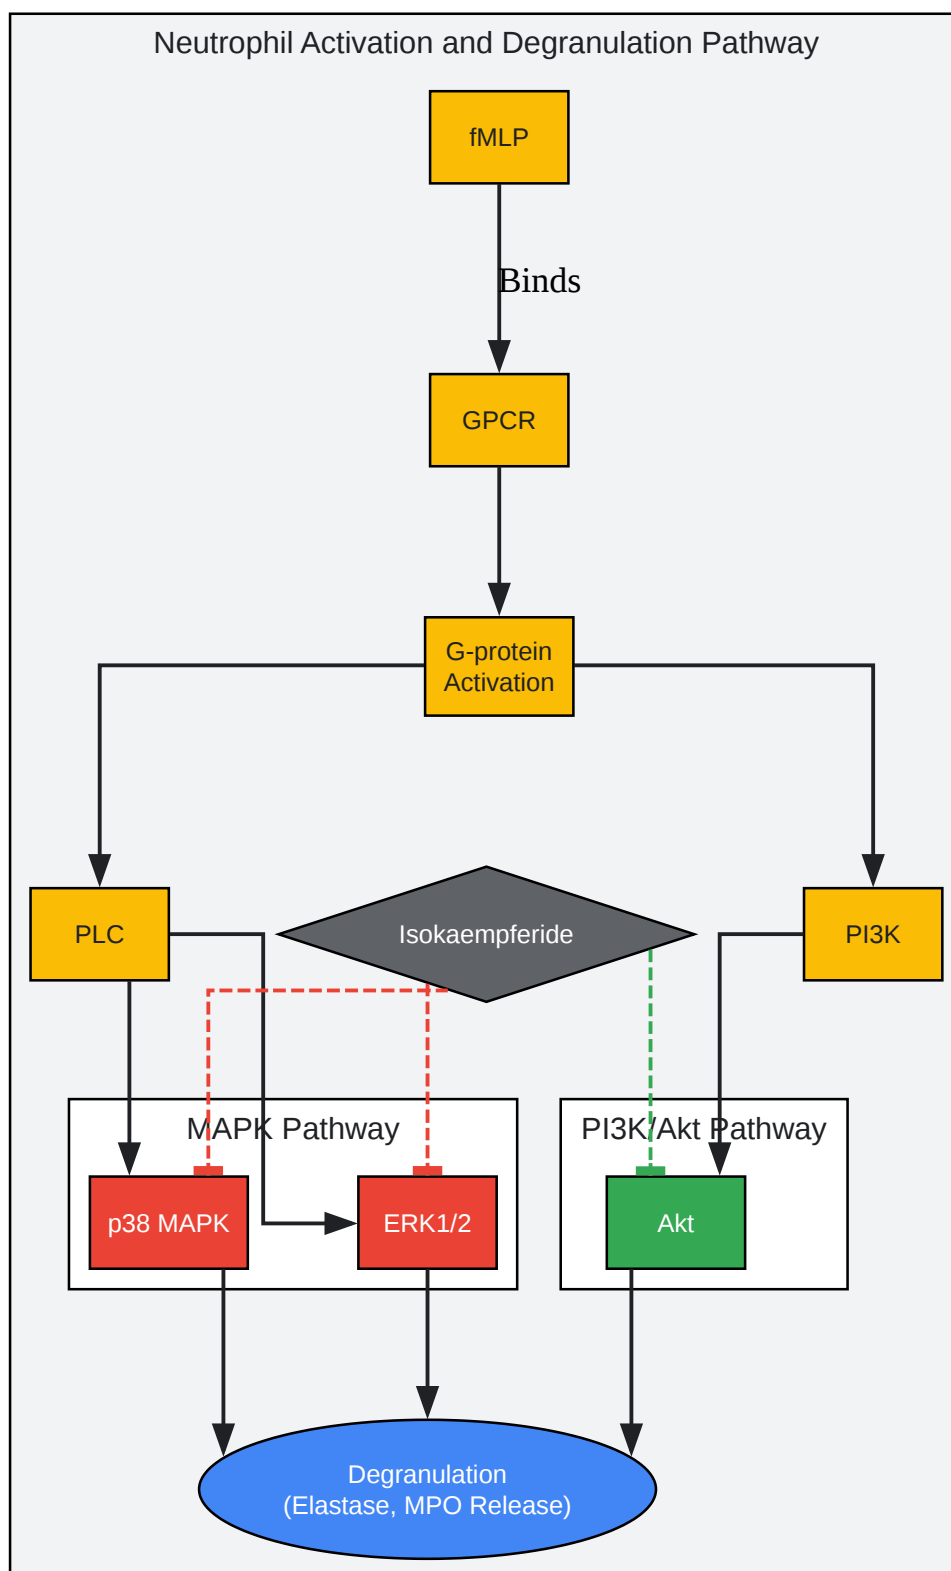 Neutrophil Activation and Degranulation Pathway
fMLP
Binds
GPCR
G-protein
Activation
PLC
Isokaempferide
PI3K
MAPK Pathway
PI3K/Akt Pathway
p38 MAPK
ERK1/2
Akt
Degranulation
(Elastase, MPO Release)